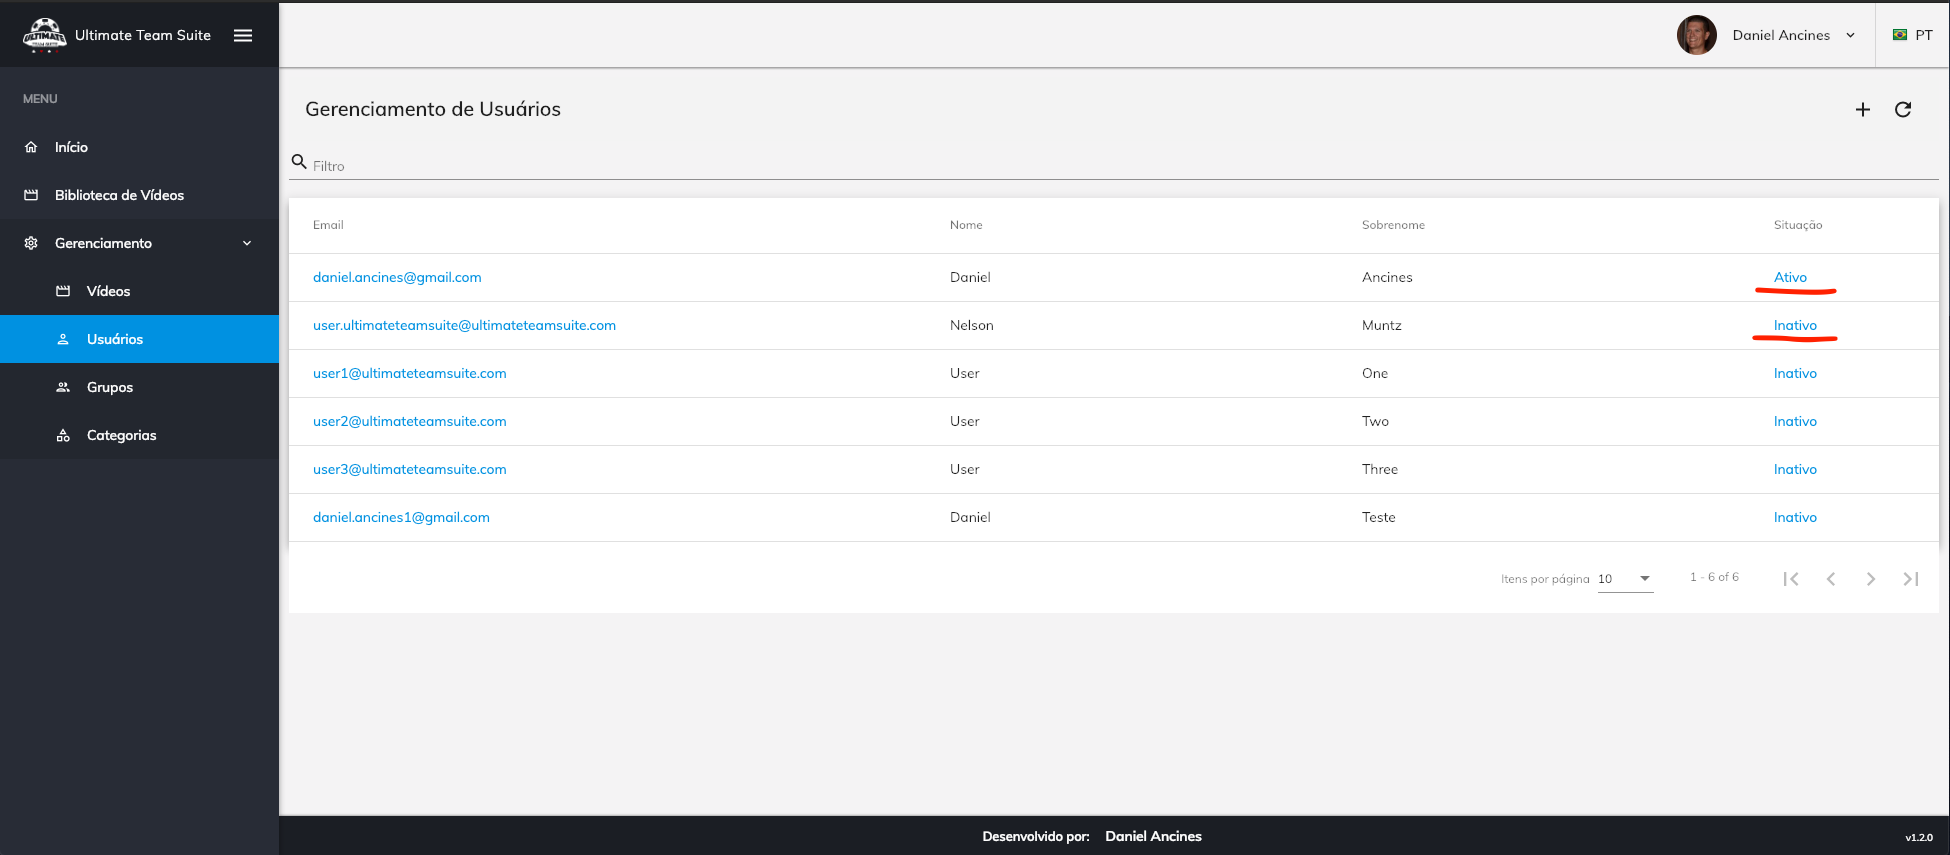 ULTIMATE
Ultimate Team Suite
Daniel Ancines
PT
MENU
Início
Biblioteca de Vídeos
Gerenciamento
Vídeos
Usuários
Grupos
Categorias
Gerenciamento de Usuários
Filtro
Email Nome Sobrenome Situação
daniel.ancines@gmail.com Daniel Ancines Ativo
user.ultimateteamsuite@ultimateteamsuite.com Nelson Muntz Inativo
user1@ultimateteamsuite.com User One Inativo
user2@ultimateteamsuite.com User Two Inativo
user3@ultimateteamsuite.com User Three Inativo
daniel.ancines1@gmail.com Daniel Teste Inativo
Itens por página 10 1 - 6 of 6
Desenvolvido por: Daniel Ancines
v1.2.0